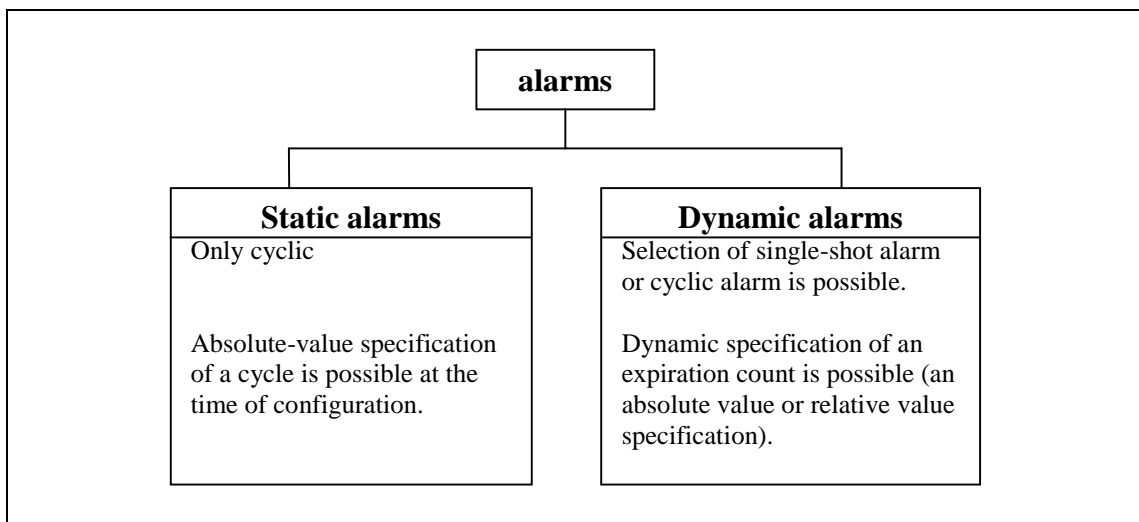 alarms
Static alarms
Only cyclic
Absolute-value specification
of a cycle is possible at the
time of configuration.
Dynamic alarms
Selection of single-shot alarm
or cyclic alarm is possible.
Dynamic specification of an
expiration count is possible (an
absolute value or relative value
specification).